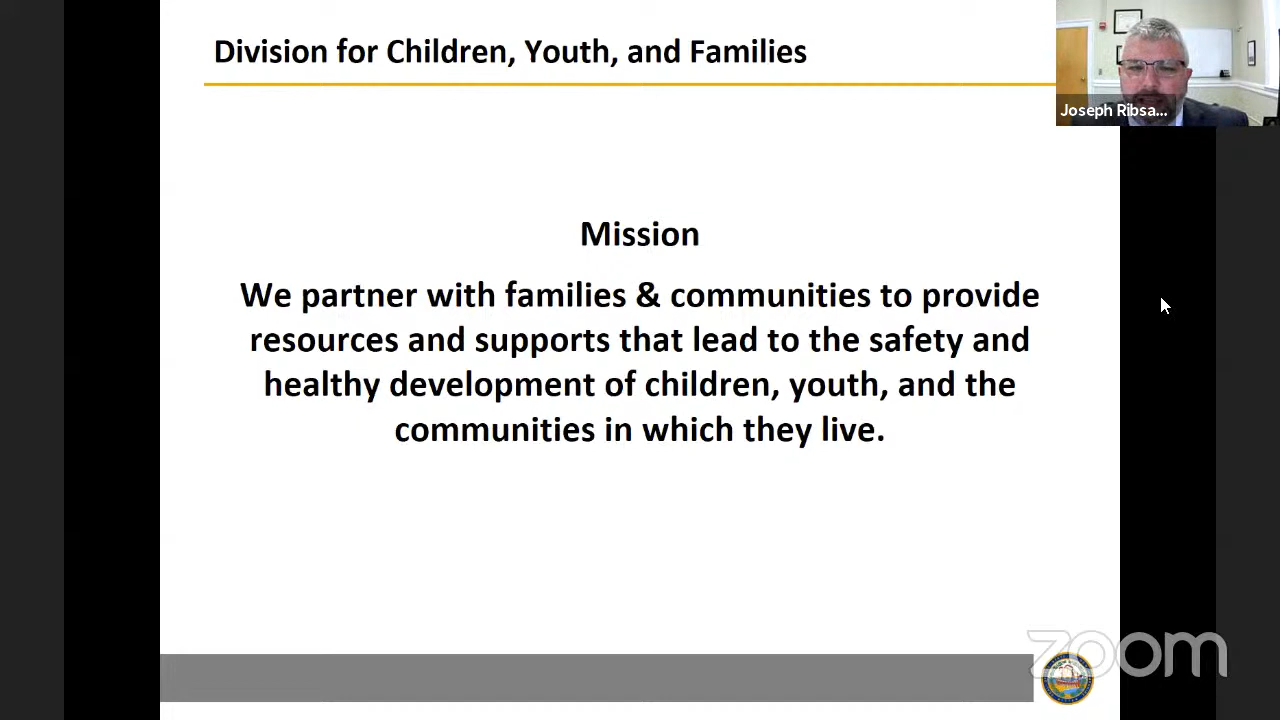 Division for Children, Youth, and Families
Joseph Ribsa...
Mission
We partner with families & communities to provide
resources and supports that lead to the safety and
healthy development of children, youth, and the
communities in which they live.
zoom